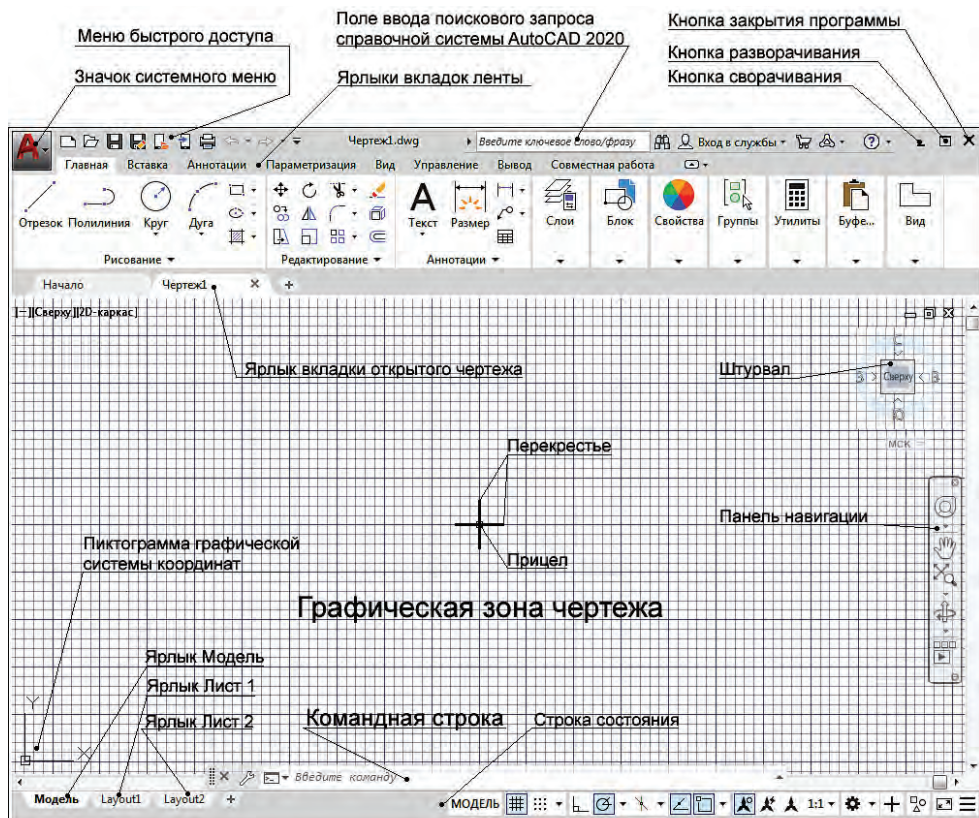 Меню быстрого доступа
Значок системного меню
Поле ввода поискового запроса
справочной системы AutoCAD 2020
Ярлыки вкладок ленты
Кнопка закрытия программы
Кнопка разворачивания
Кнопка сворачивания
Чертеж1.dwg
Введите ключевое слово/фразу
Вход в службы
Главная Вставка Аннотации Параметризация Вид Управление Вывод Совместная работа
Отрезок Полилиния Круг Дуга Текст Размер Слои Блок Свойства Группы Утилиты Буфе... Вид
Рисование Редактирование Аннотации
Начало Чертеж1
[−][Сверху][2D-каркас]
Ярлык вкладки открытого чертежа
Штурвал
Сверху
С
В
З
Ю
МСК
Перекрестье
Панель навигации
Прицел
Пиктограмма графической
системы координат
Графическая зона чертежа
Ярлык Модель
Ярлык Лист 1
Ярлык Лист 2
Командная строка
Строка состояния
Y
X
Введите команду
Модель Layout1 Layout2 +
МОДЕЛЬ 1:1